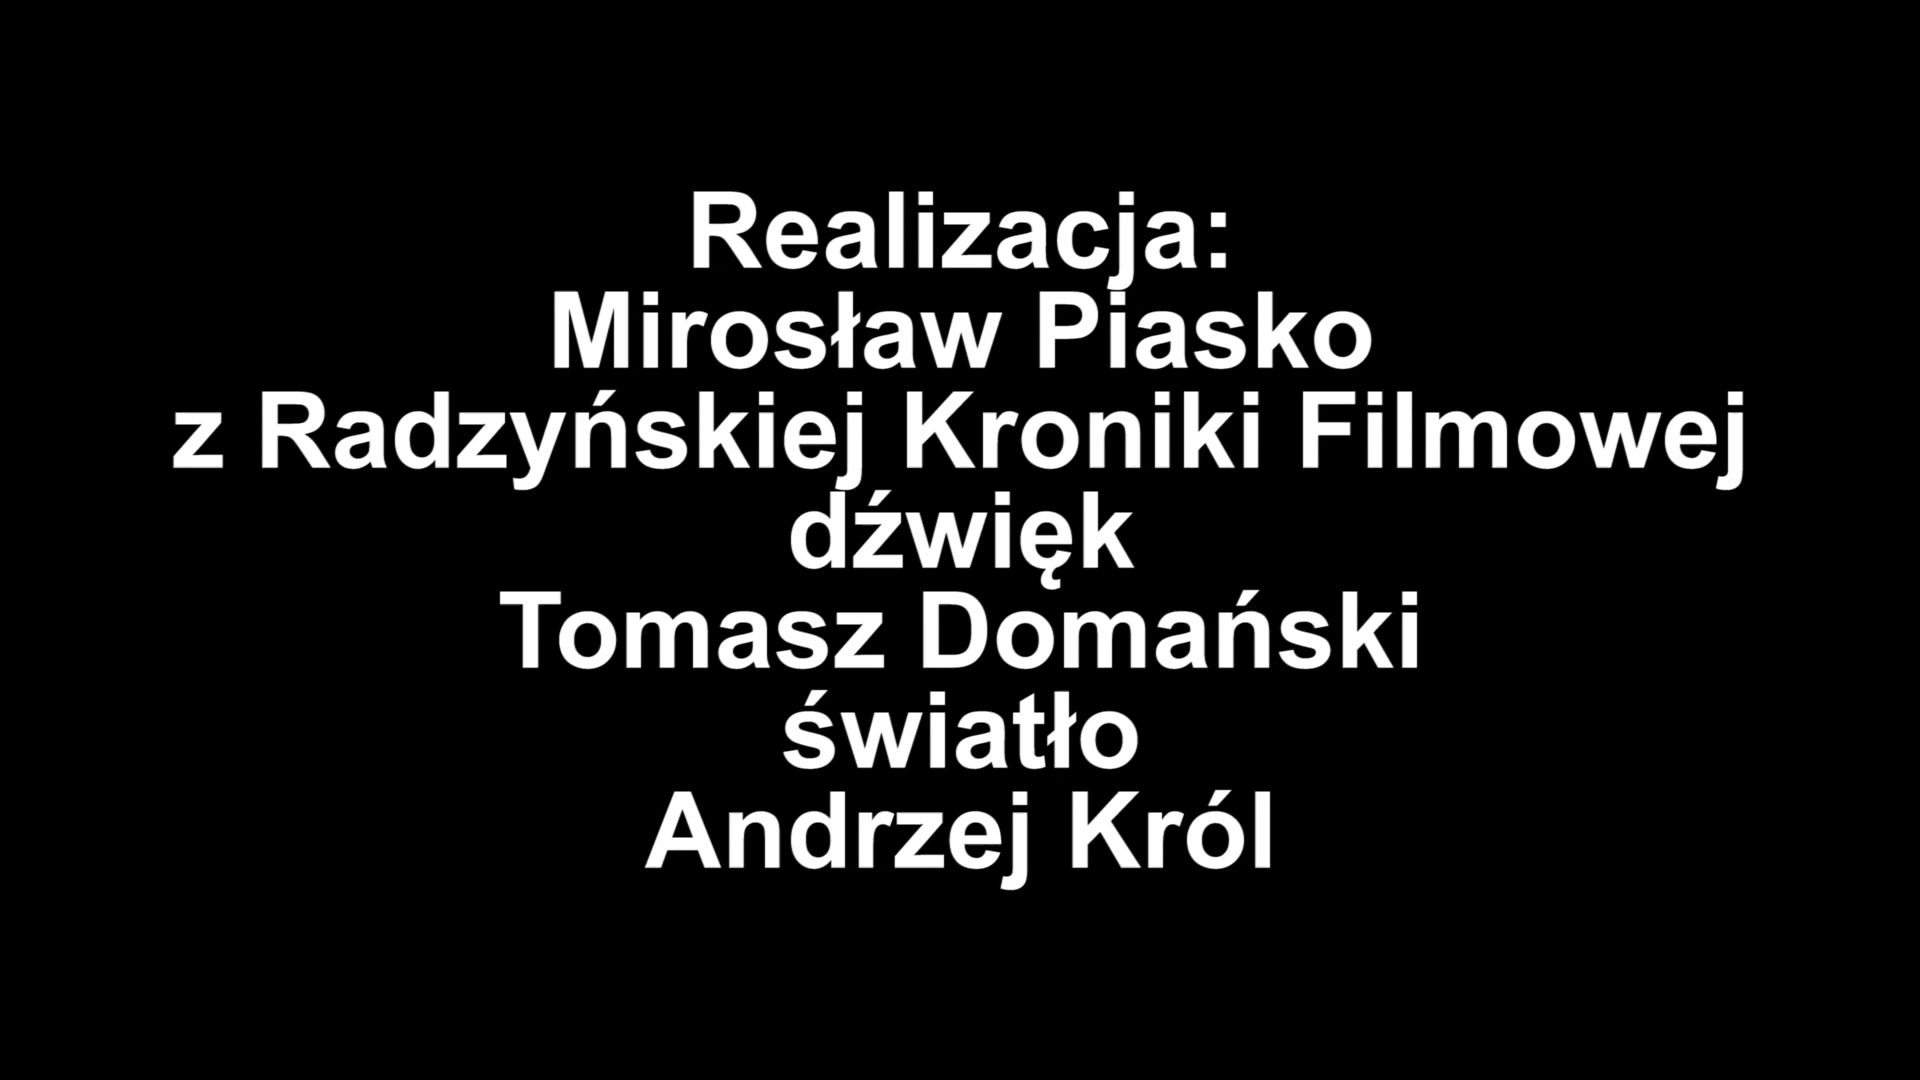 Realizacja:
Mirosław Piasko
z Radzyńskiej Kroniki Filmowej
dźwięk
Tomasz Domański
światło
Andrzej Król